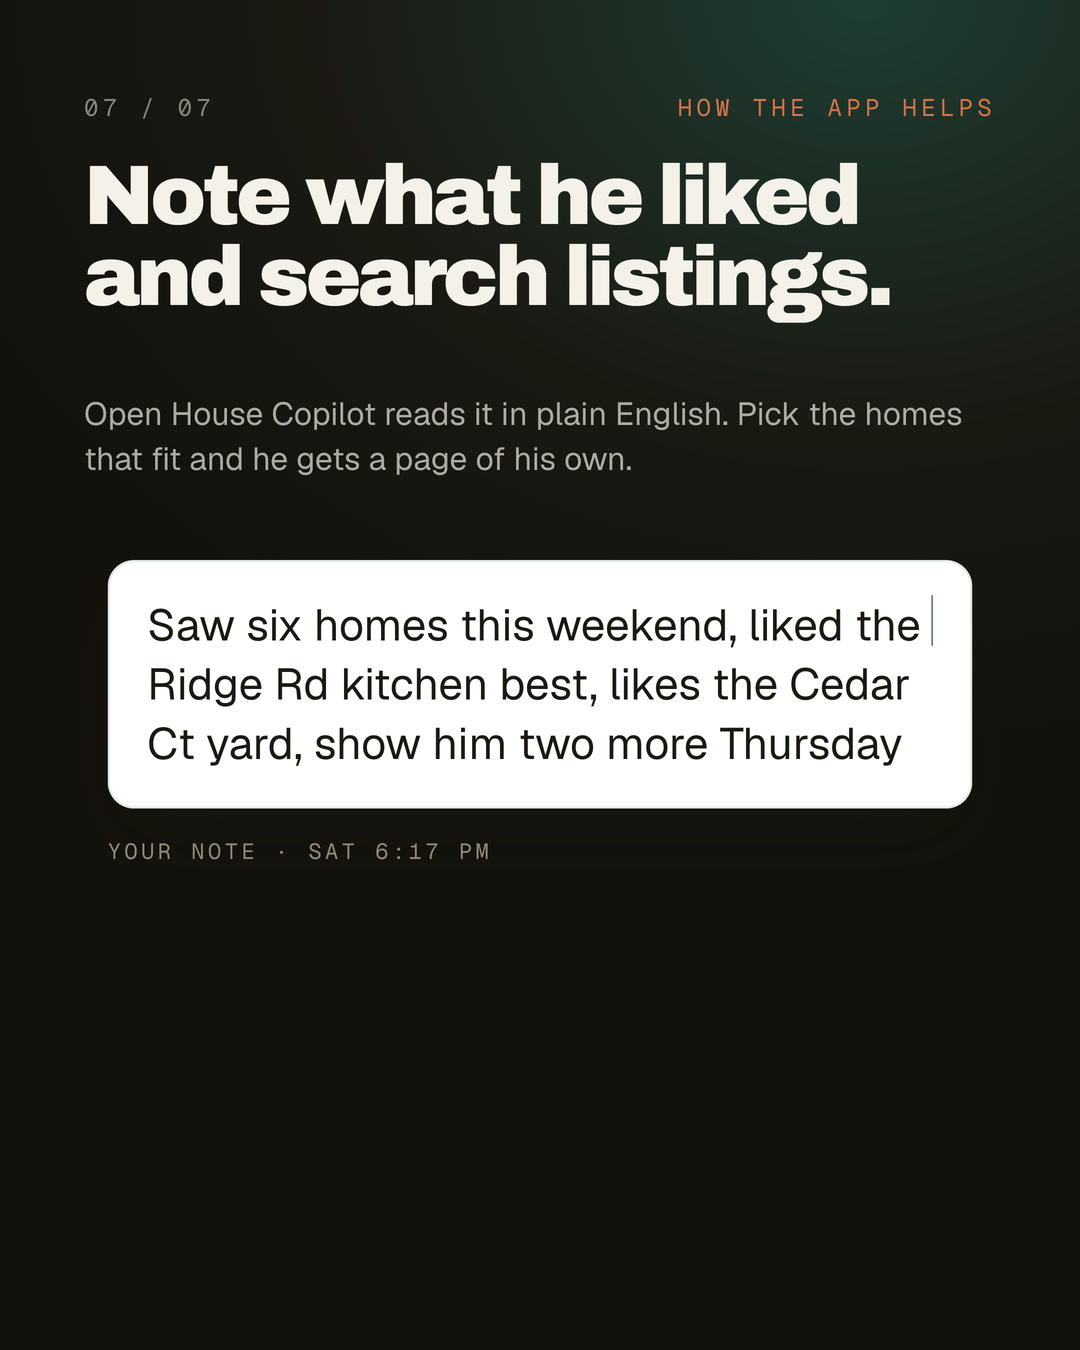 07 / 07
HOW THE APP HELPS
Note what he liked
and search listings.
Open House Copilot reads it in plain English. Pick the homes
that fit and he gets a page of his own.
Saw six homes this weekend, liked the
Ridge Rd kitchen best, likes the Cedar
Ct yard, show him two more Thursday
YOUR NOTE · SAT 6:17 PM